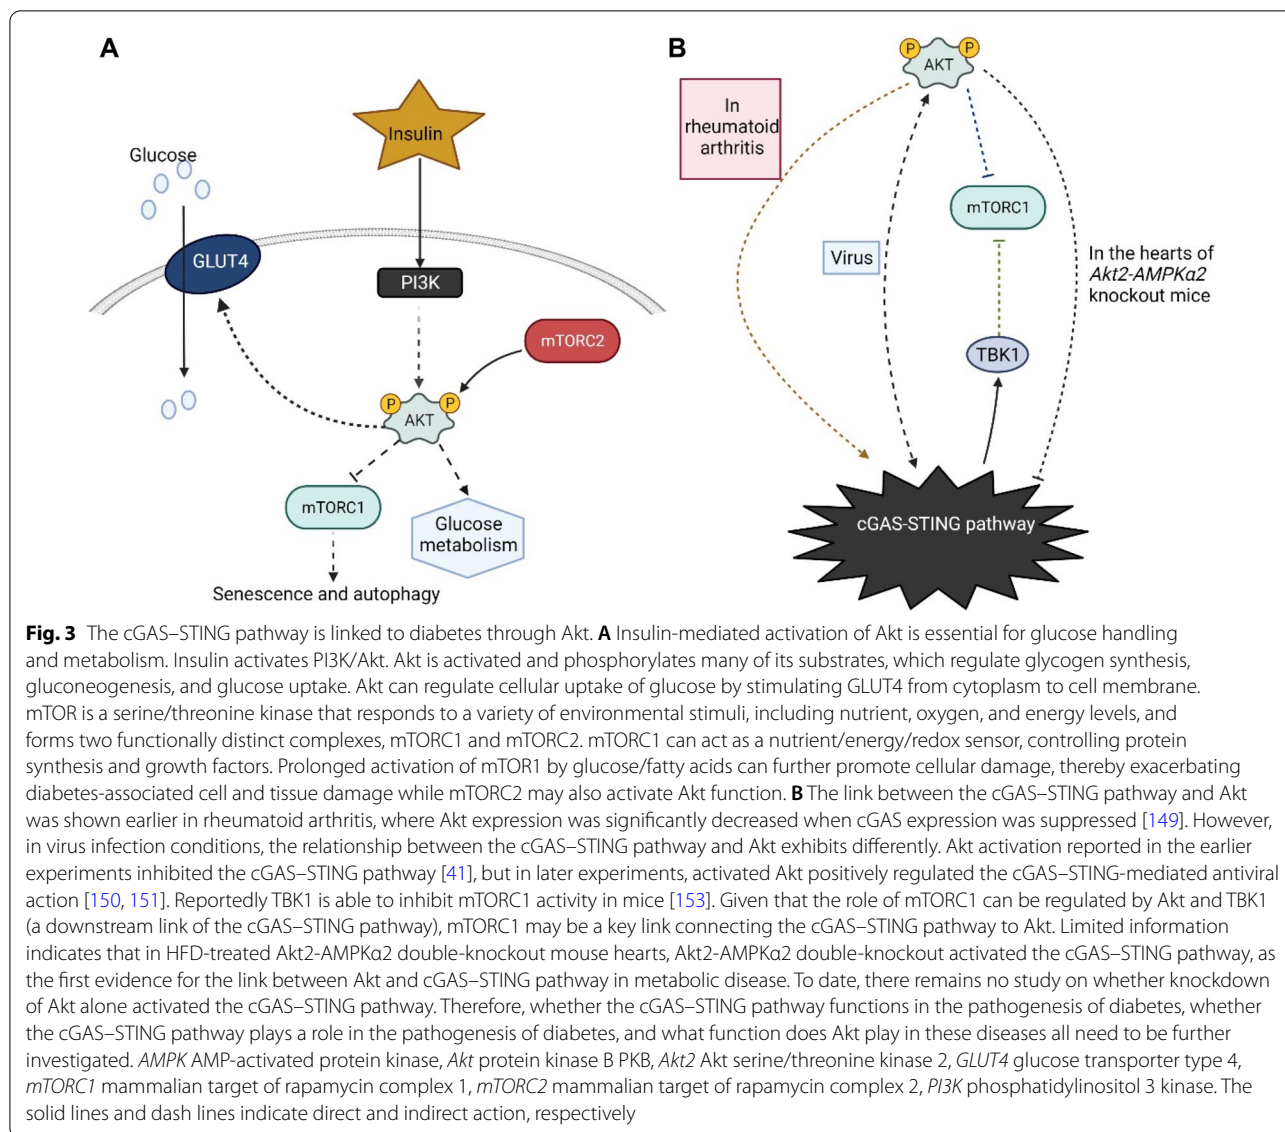 A
Insulin
Glucose
GLUT4
PI3K
mTORC2
P
P
AKT
mTORC1
Glucose
metabolism
Senescence and autophagy
B
P
P
AKT
In
rheumatoid
arthritis
mTORC1
Virus
In the hearts of
Akt2-AMPKα2
knockout mice
TBK1
cGAS-STING pathway
Fig. 3 The cGAS–STING pathway is linked to diabetes through Akt. A Insulin-mediated activation of Akt is essential for glucose handling
and metabolism. Insulin activates PI3K/Akt. Akt is activated and phosphorylates many of its substrates, which regulate glycogen synthesis,
gluconeogenesis, and glucose uptake. Akt can regulate cellular uptake of glucose by stimulating GLUT4 from cytoplasm to cell membrane.
mTOR is a serine/threonine kinase that responds to a variety of environmental stimuli, including nutrient, oxygen, and energy levels, and
forms two functionally distinct complexes, mTORC1 and mTORC2. mTORC1 can act as a nutrient/energy/redox sensor, controlling protein
synthesis and growth factors. Prolonged activation of mTOR1 by glucose/fatty acids can further promote cellular damage, thereby exacerbating
diabetes-associated cell and tissue damage while mTORC2 may also activate Akt function. B The link between the cGAS–STING pathway and Akt
was shown earlier in rheumatoid arthritis, where Akt expression was significantly decreased when cGAS expression was suppressed [149]. However,
in virus infection conditions, the relationship between the cGAS–STING pathway and Akt exhibits differently. Akt activation reported in the earlier
experiments inhibited the cGAS–STING pathway [41], but in later experiments, activated Akt positively regulated the cGAS–STING-mediated antiviral
action [150, 151]. Reportedly TBK1 is able to inhibit mTORC1 activity in mice [153]. Given that the role of mTORC1 can be regulated by Akt and TBK1
(a downstream link of the cGAS–STING pathway), mTORC1 may be a key link connecting the cGAS–STING pathway to Akt. Limited information
indicates that in HFD-treated Akt2-AMPKα2 double-knockout mouse hearts, Akt2-AMPKα2 double-knockout activated the cGAS–STING pathway, as
the first evidence for the link between Akt and cGAS–STING pathway in metabolic disease. To date, there remains no study on whether knockdown
of Akt alone activated the cGAS–STING pathway. Therefore, whether the cGAS–STING pathway functions in the pathogenesis of diabetes, whether
the cGAS–STING pathway plays a role in the pathogenesis of diabetes, and what function does Akt play in these diseases all need to be further
investigated. AMPK AMP-activated protein kinase, Akt protein kinase B PKB, Akt2 Akt serine/threonine kinase 2, GLUT4 glucose transporter type 4,
mTORC1 mammalian target of rapamycin complex 1, mTORC2 mammalian target of rapamycin complex 2, PI3K phosphatidylinositol 3 kinase. The
solid lines and dash lines indicate direct and indirect action, respectively